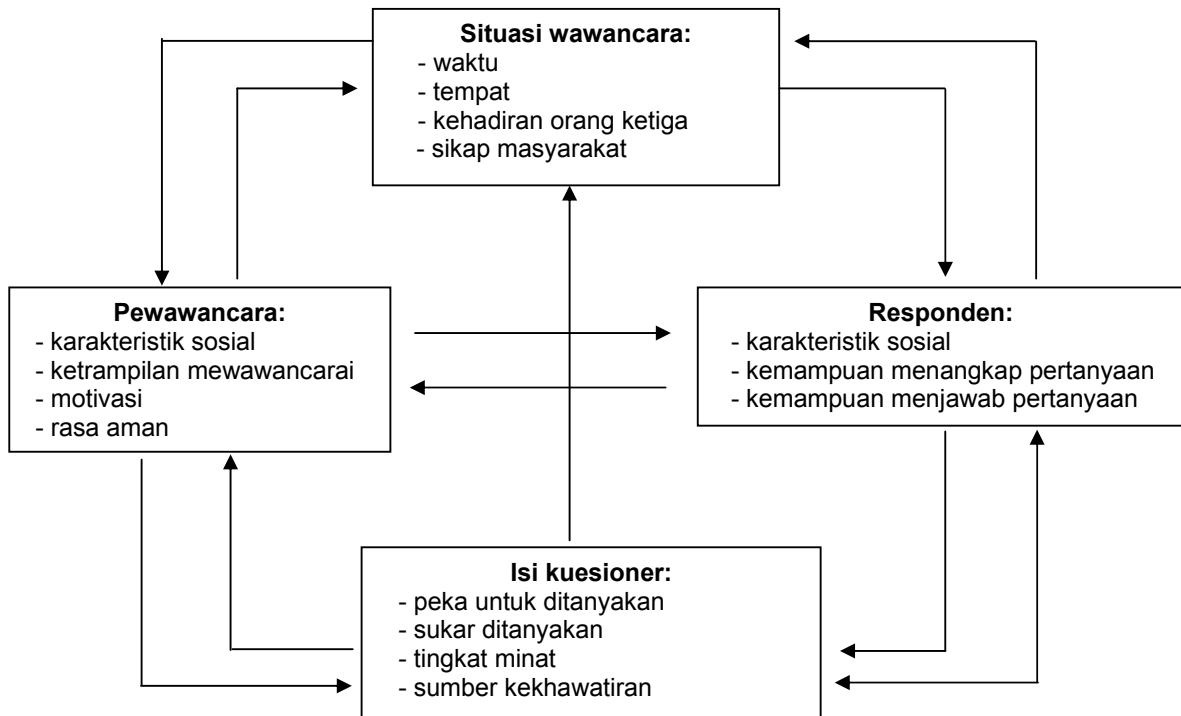 Situasi wawancara:
- waktu
- tempat
- kehadiran orang ketiga
- sikap masyarakat
Pewawancara:
- karakteristik sosial
- ketrampilan mewawancarai
- motivasi
- rasa aman
Responden:
- karakteristik sosial
- kemampuan menangkap pertanyaan
- kemampuan menjawab pertanyaan
Isi kuesioner:
- peka untuk ditanyakan
- sukar ditanyakan
- tingkat minat
- sumber kekhawatiran